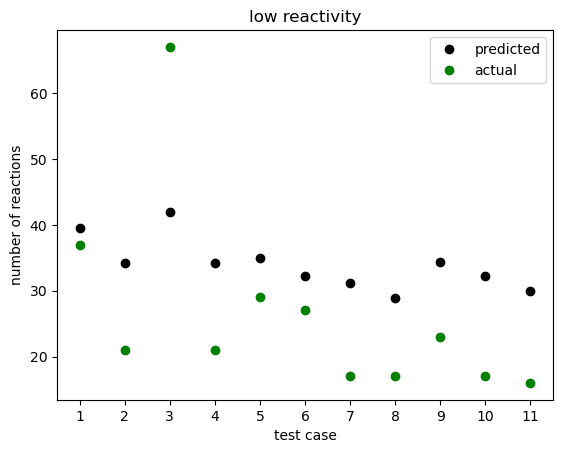 low reactivity
predicted
actual
number of reactions
60
50
40
30
20
1 2 3 4 5 6 7 8 9 10 11
test case